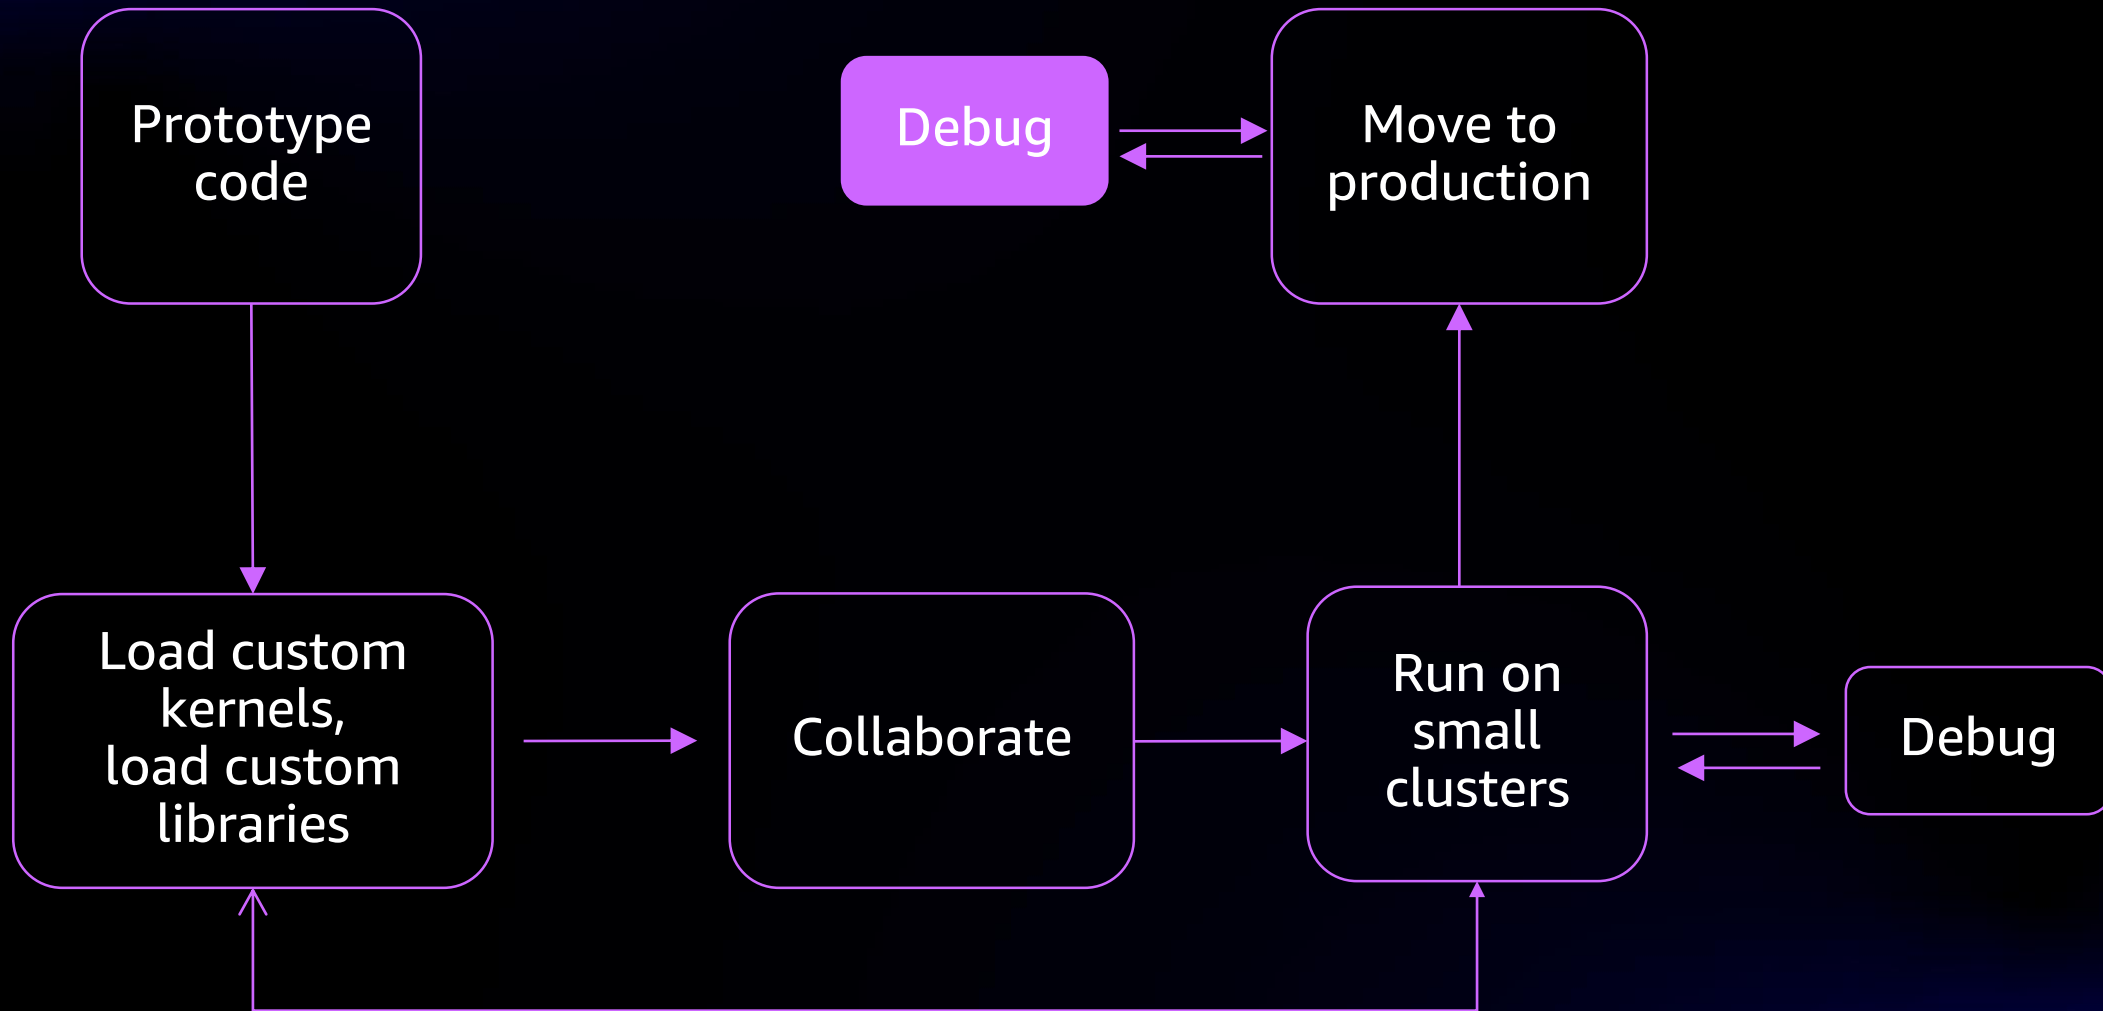 Prototype
code
Debug
Move to
production
Load custom
kernels,
load custom
libraries
Collaborate
Run on
small
clusters
Debug